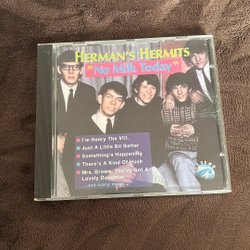 HERMAN'S HERMITS
"No Milk Today"
I'm Henry The VIII.
Just A Little Bit Better
Something's Happening
There's A Kind Of Hush
Mrs. Brown, You've Got A
Lovely Daughter
and many more